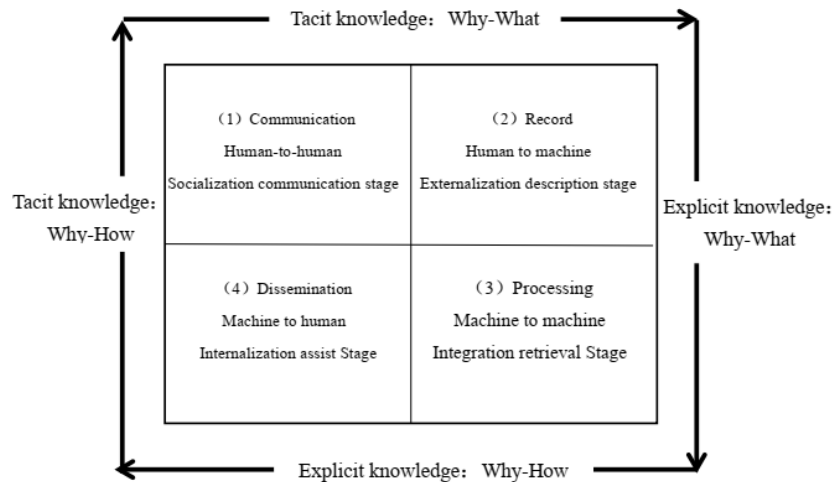 Tacit knowledge：Why-What
（1）Communication
Human-to-human
Socialization communication stage
（2）Record
Human to machine
Externalization description stage
Tacit knowledge：
Why-How
Explicit knowledge：
Why-What
（4）Dissemination
Machine to human
Internalization assist Stage
（3）Processing
Machine to machine
Integration retrieval Stage
Explicit knowledge：Why-How